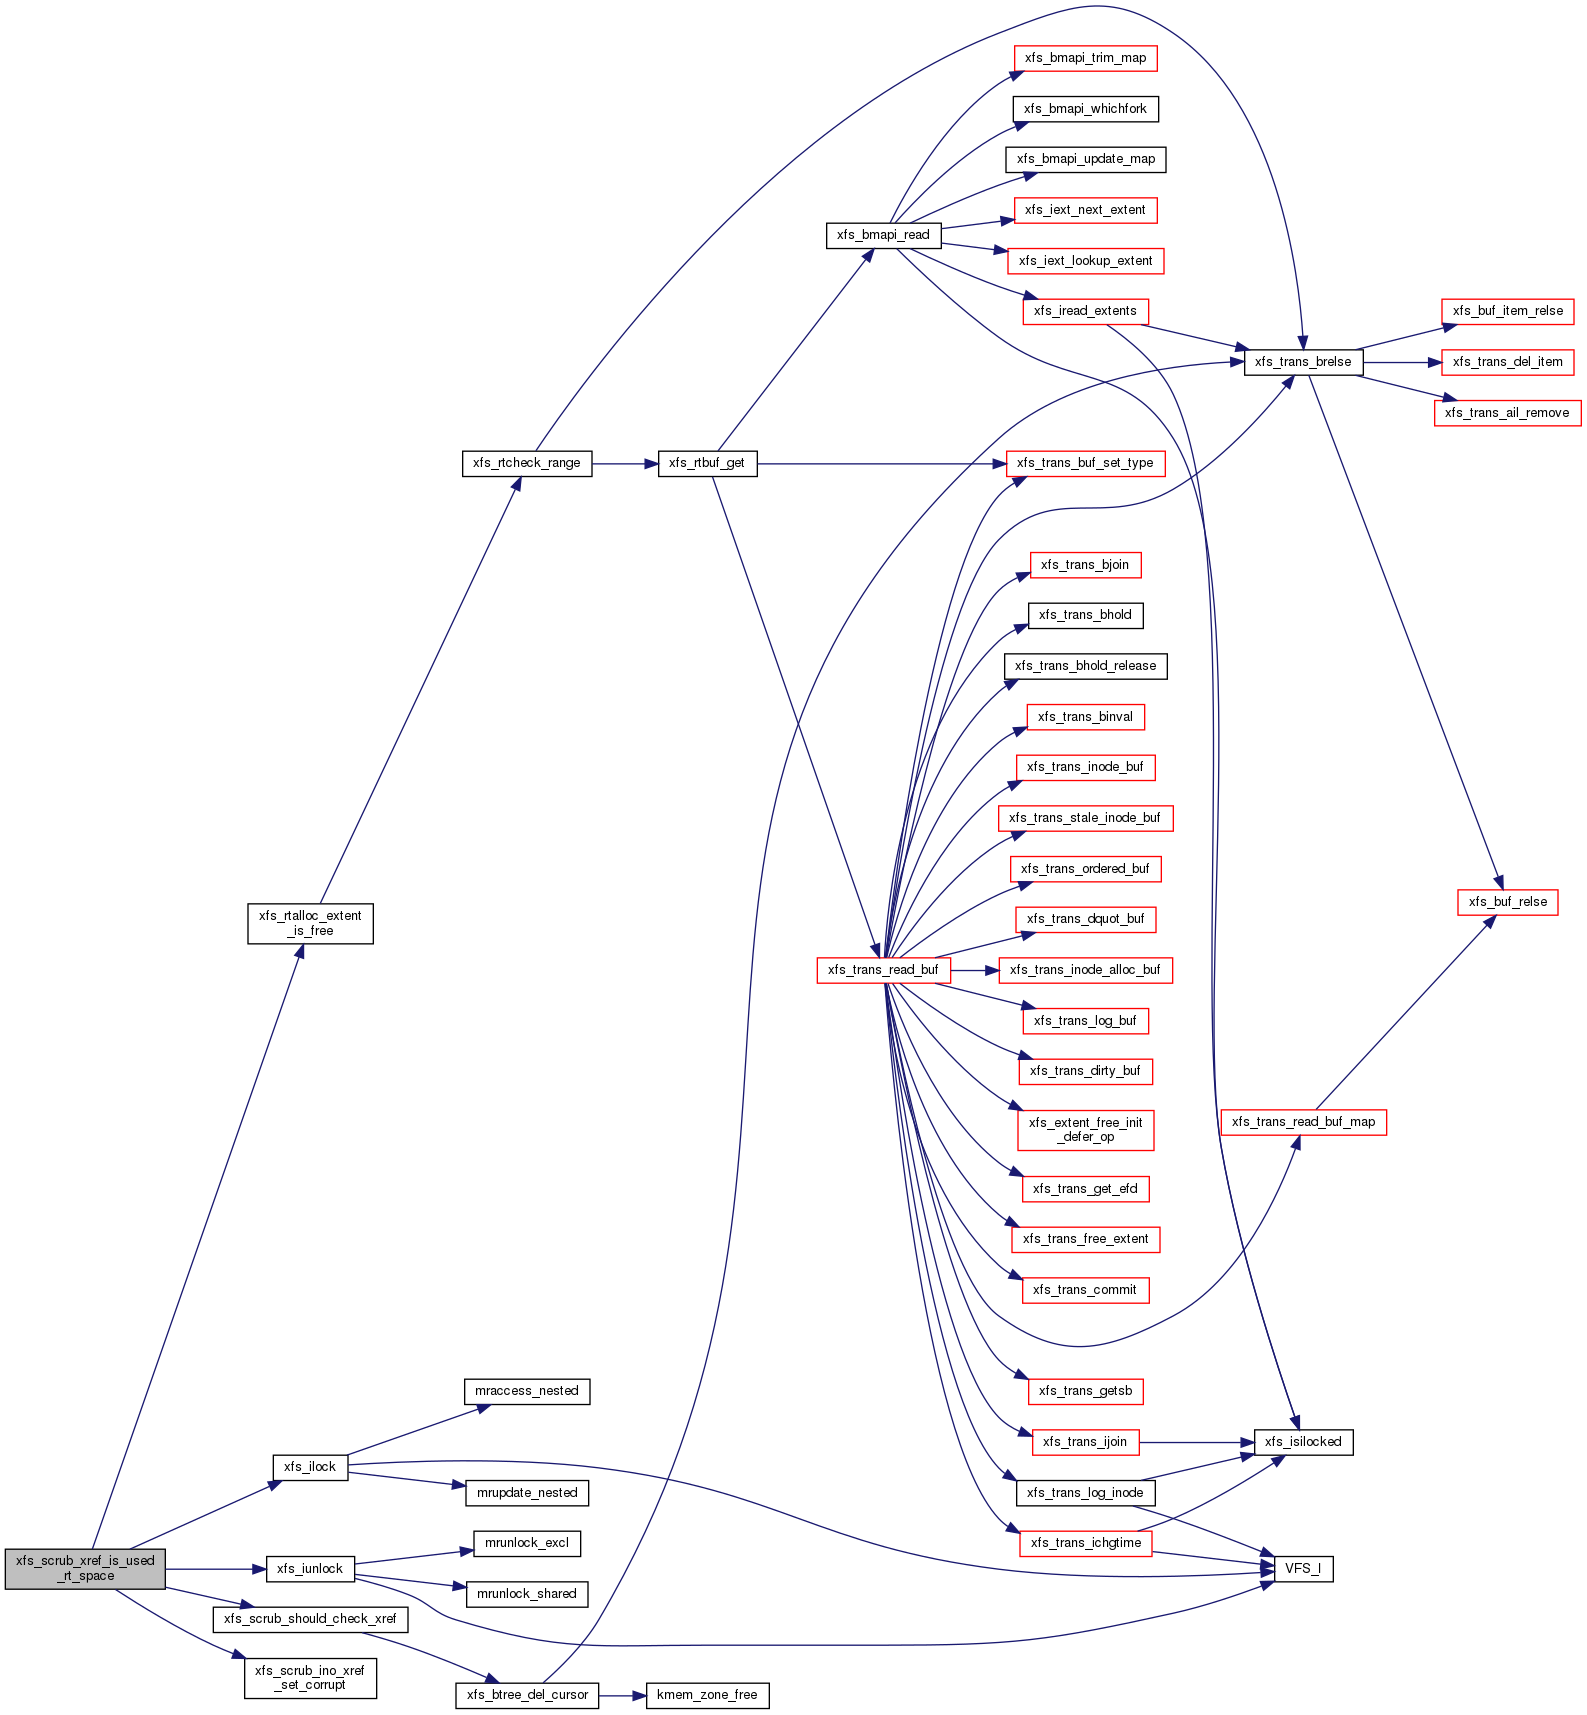 xfs_bmapi_trim_map
xfs_bmapi_whichfork
xfs_bmapi_update_map
xfs_iext_next_extent
xfs_bmapi_read
xfs_iext_lookup_extent
xfs_iread_extents
xfs_buf_item_relse
xfs_trans_brelse
xfs_trans_del_item
xfs_trans_ail_remove
xfs_rtcheck_range
xfs_rtbuf_get
xfs_trans_buf_set_type
xfs_trans_bjoin
xfs_trans_bhold
xfs_trans_bhold_release
xfs_trans_binval
xfs_trans_inode_buf
xfs_trans_stale_inode_buf
xfs_trans_ordered_buf
xfs_buf_relse
xfs_rtalloc_extent
_is_free
xfs_trans_dquot_buf
xfs_trans_read_buf
xfs_trans_inode_alloc_buf
xfs_trans_log_buf
xfs_trans_dirty_buf
xfs_extent_free_init
_defer_op
xfs_trans_read_buf_map
xfs_trans_get_efd
xfs_trans_free_extent
xfs_trans_commit
mraccess_nested
xfs_trans_getsb
xfs_trans_ijoin
xfs_isilocked
xfs_ilock
mrupdate_nested
xfs_trans_log_inode
mrunlock_excl
xfs_trans_ichgtime
xfs_scrub_xref_is_used
_rt_space
xfs_iunlock
VFS_I
mrunlock_shared
xfs_scrub_should_check_xref
xfs_scrub_ino_xref
_set_corrupt
xfs_btree_del_cursor
kmem_zone_free